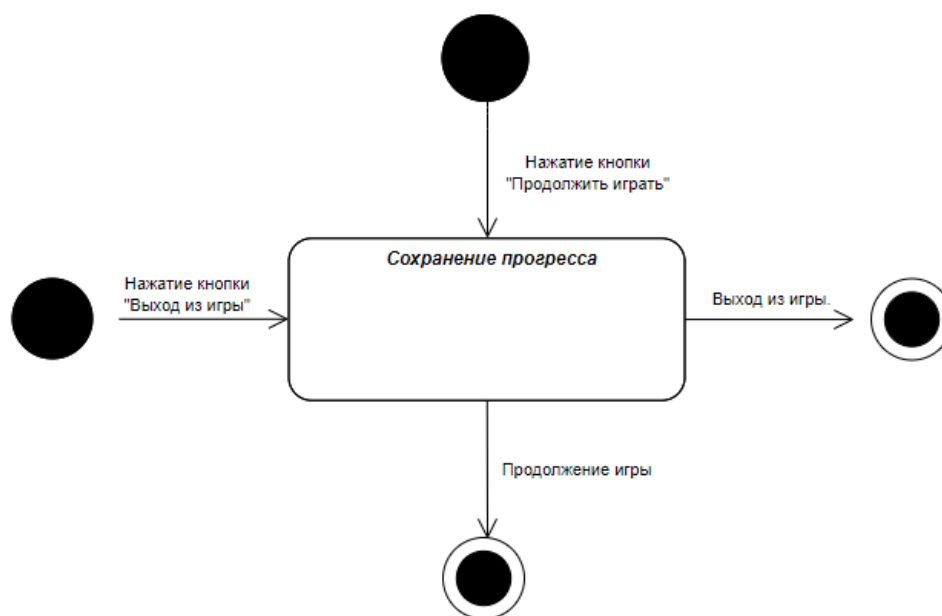 Нажатие кнопки
"Продолжить играть"
Сохранение прогресса
Нажатие кнопки
"Выход из игры"
Выход из игры.
Продолжение игры